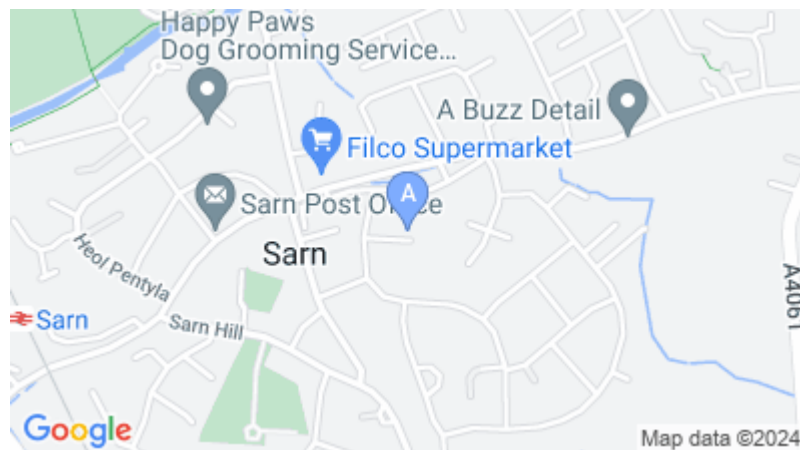 Happy Paws
Dog Grooming Service...
A Buzz Detail
Filco Supermarket
A
Sarn Post Office
Sarn
Heol Pentyla
A4061
Sarn
Sarn Hill
Google
Map data ©2024